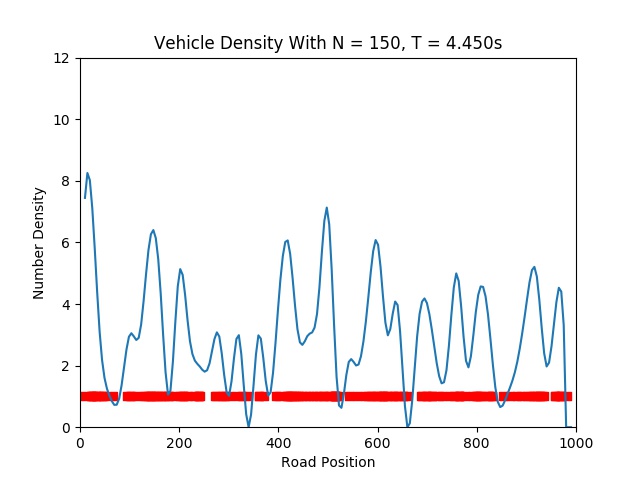 Vehicle Density With N = 150, T = 4.450s
12
10
8
6
4
2
0
Number Density
0 200 400 600 800 1000
Road Position